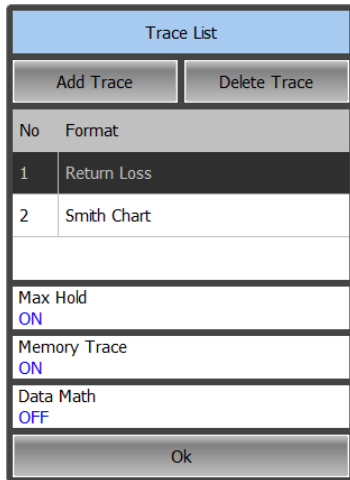 Trace List
Add Trace Delete Trace
No Format
1 Return Loss
2 Smith Chart
Max Hold
ON
Memory Trace
ON
Data Math
OFF
Ok